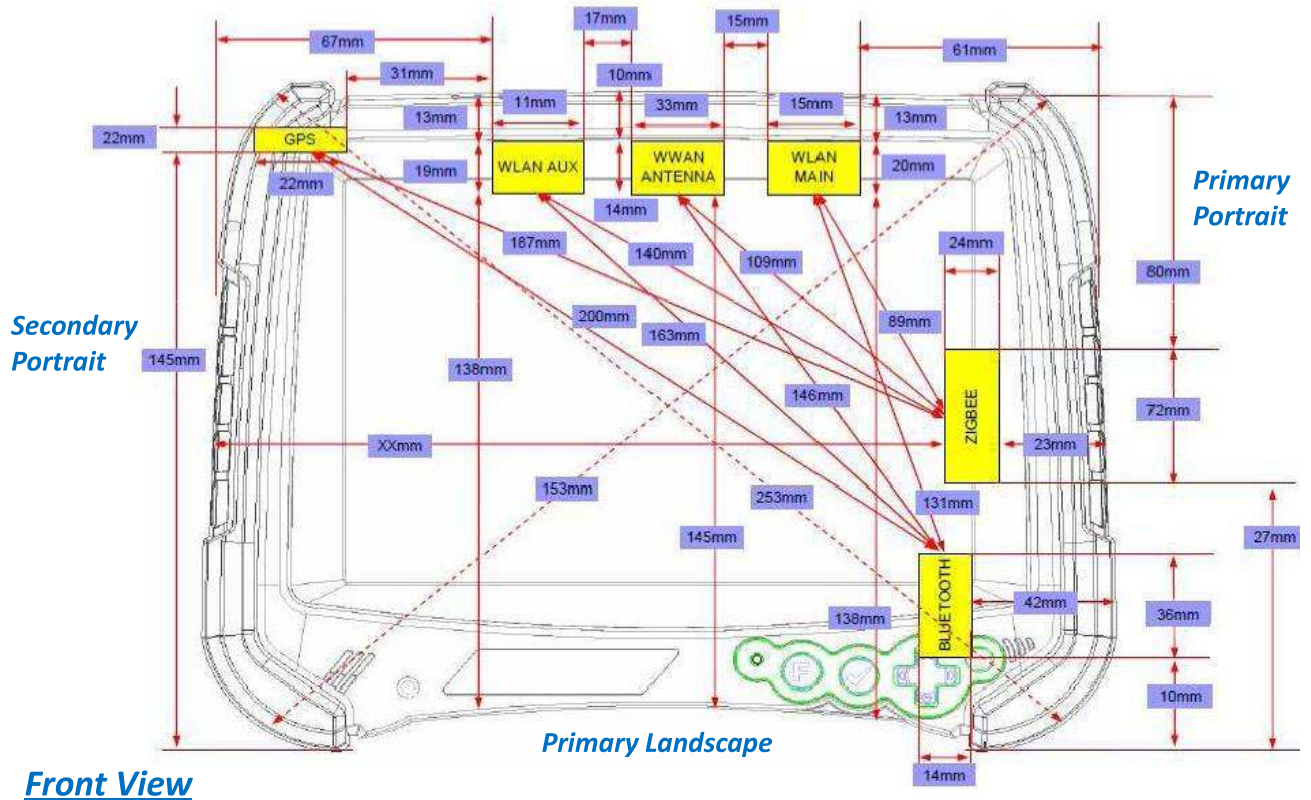 17mm
15mm
67mm
61mm
31mm
10mm
11mm
33mm
15mm
13mm
13mm
22mm
GPS
WLAN AUX
WWAN
ANTENNA
WLAN
MAIN
19mm
20mm
22mm
14mm
Primary
Portrait
187mm
140mm
109mm
24mm
80mm
Secondary
Portrait
200mm
163mm
89mm
145mm
138mm
146mm
72mm
ZIGBEE
XXmm
23mm
153mm
253mm
131mm
145mm
27mm
BLUETOOTH
42mm
138mm
36mm
F
10mm
Primary Landscape
14mm
Front View